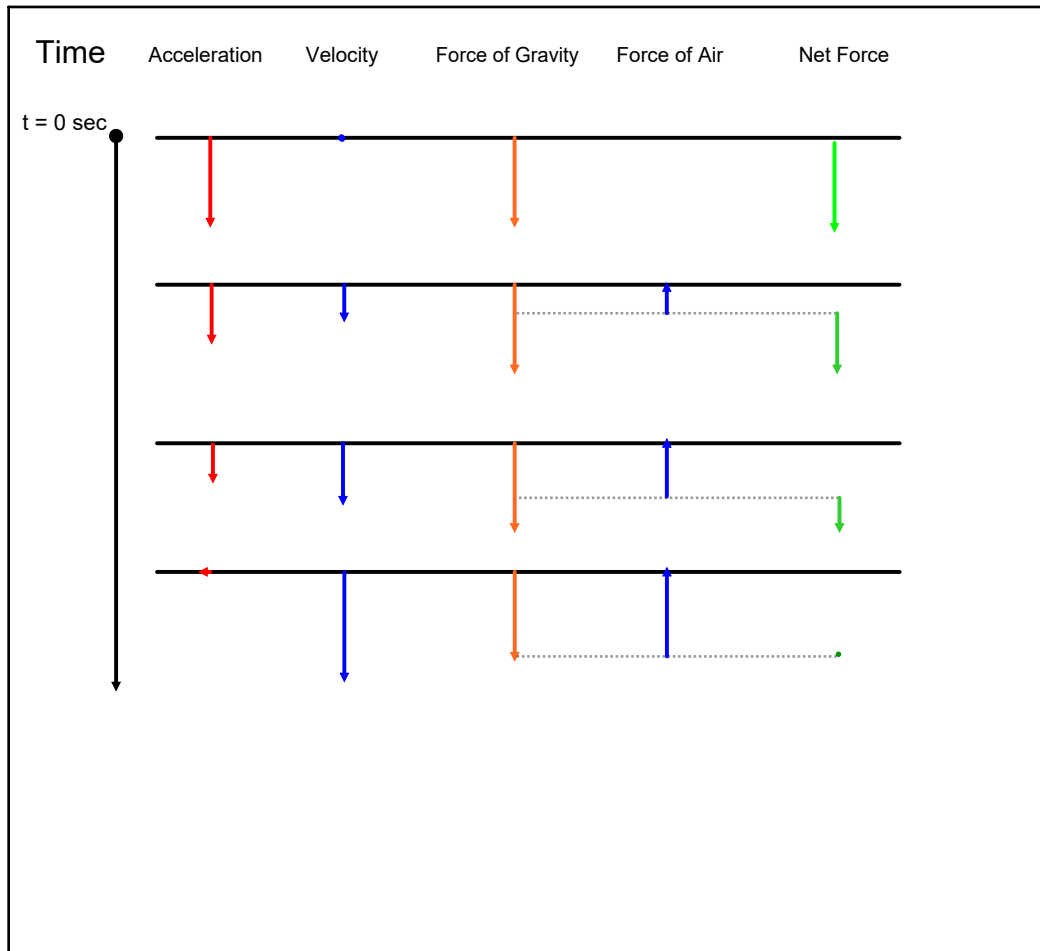 Time Acceleration Velocity Force of Gravity Force of Air Net Force
t = 0 sec